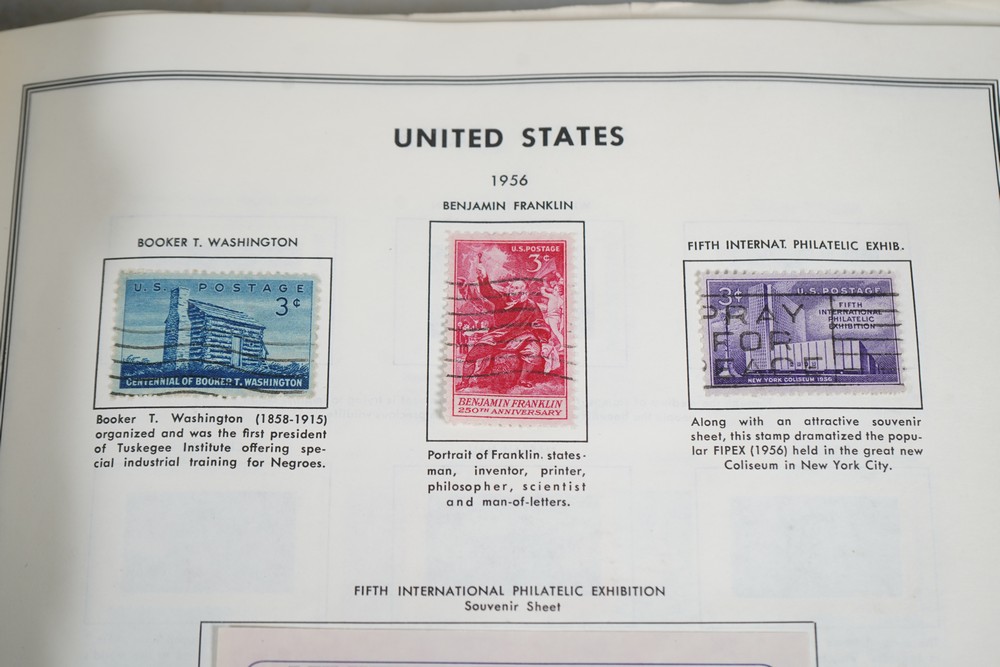 UNITED STATES
1956
BENJAMIN FRANKLIN
BOOKER T. WASHINGTON
FIFTH INTERNAT. PHILATELIC EXHIB.
U.S. POSTAGE
3¢
CENTENNIAL OF BOOKER T. WASHINGTON
U.S. POSTAGE
3¢
BENJAMIN FRANKLIN
250TH ANNIVERSARY
3¢ U.S. POSTAGE
FIFTH
INTERNATIONAL
PHILATELIC
EXHIBITION
PRAY
FOR
PEACE
NEW YORK COLISEUM 1956
Booker T. Washington (1858-1915)
organized and was the first president
of Tuskegee Institute offering spe-
cial industrial training for Negroes.
Portrait of Franklin. states-
man, inventor, printer,
philosopher, scientist
and man-of-letters.
Along with an attractive souvenir
sheet, this stamp dramatized the popu-
lar FIPEX (1956) held in the great new
Coliseum in New York City.
FIFTH INTERNATIONAL PHILATELIC EXHIBITION
Souvenir Sheet